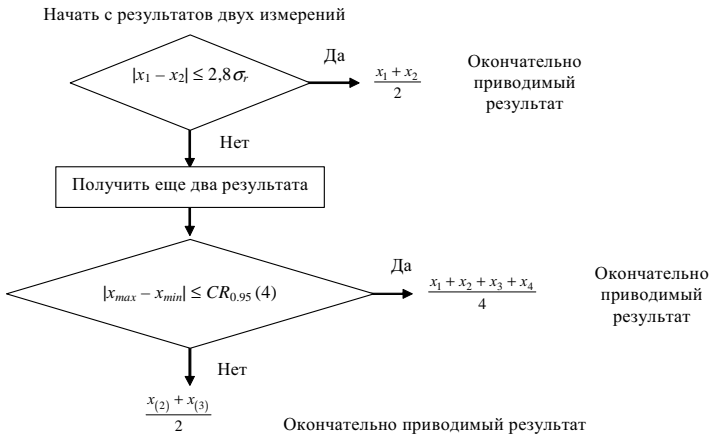 Начать с результатов двух измерений
|x₁ – x₂| ≤ 2,8σᵣ
Да
(x₁ + x₂)/2
Окончательно
приводимый
результат
Нет
Получить еще два результата
|xmax – xmin| ≤ CR0.95 (4)
Да
(x₁ + x₂ + x₃ + x₄)/4
Окончательно
приводимый
результат
Нет
(x(2) + x(3))/2
Окончательно приводимый результат